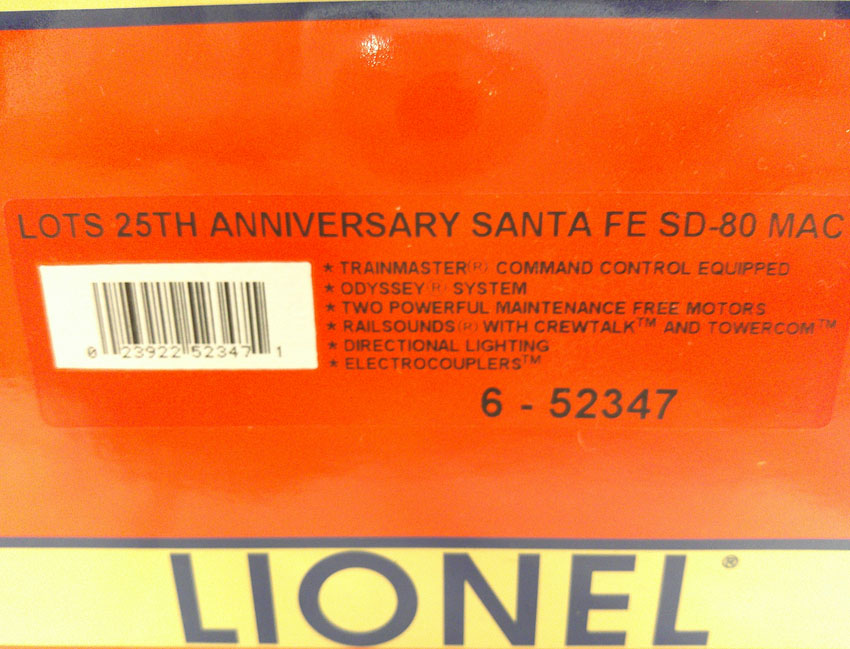 LOTS 25TH ANNIVERSARY SANTA FE SD-80 MAC
★ TRAINMASTER(R) COMMAND CONTROL EQUIPPED
★ ODYSSEY(R) SYSTEM
★ TWO POWERFUL MAINTENANCE FREE MOTORS
★ RAILSOUNDS(R) WITH CREWTALK™ AND TOWERCOM™
★ DIRECTIONAL LIGHTING
★ ELECTROCOUPLERS™
0 23922 52347 1
6 - 52347
LIONEL®